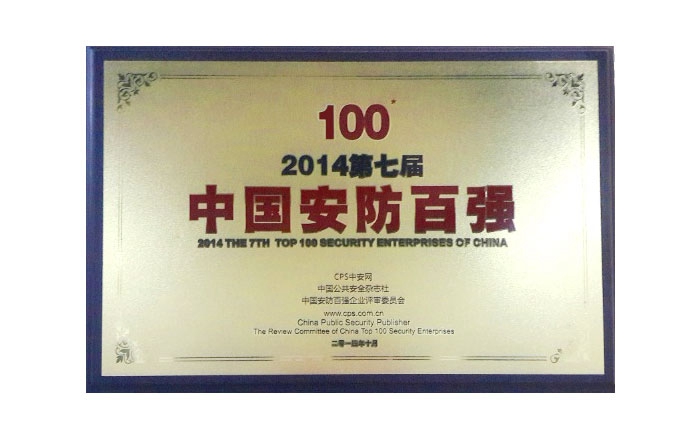 100
2014第七届
中国安防百强
2014 THE 7TH TOP 100 SECURITY ENTERPRISES OF CHINA
CPS中安网
中国公共安全杂志社
中国安防百强企业评审委员会
www.cps.com.cn
China Public Security Publisher
The Review Committee of China Top 100 Security Enterprises
二零一四年十月